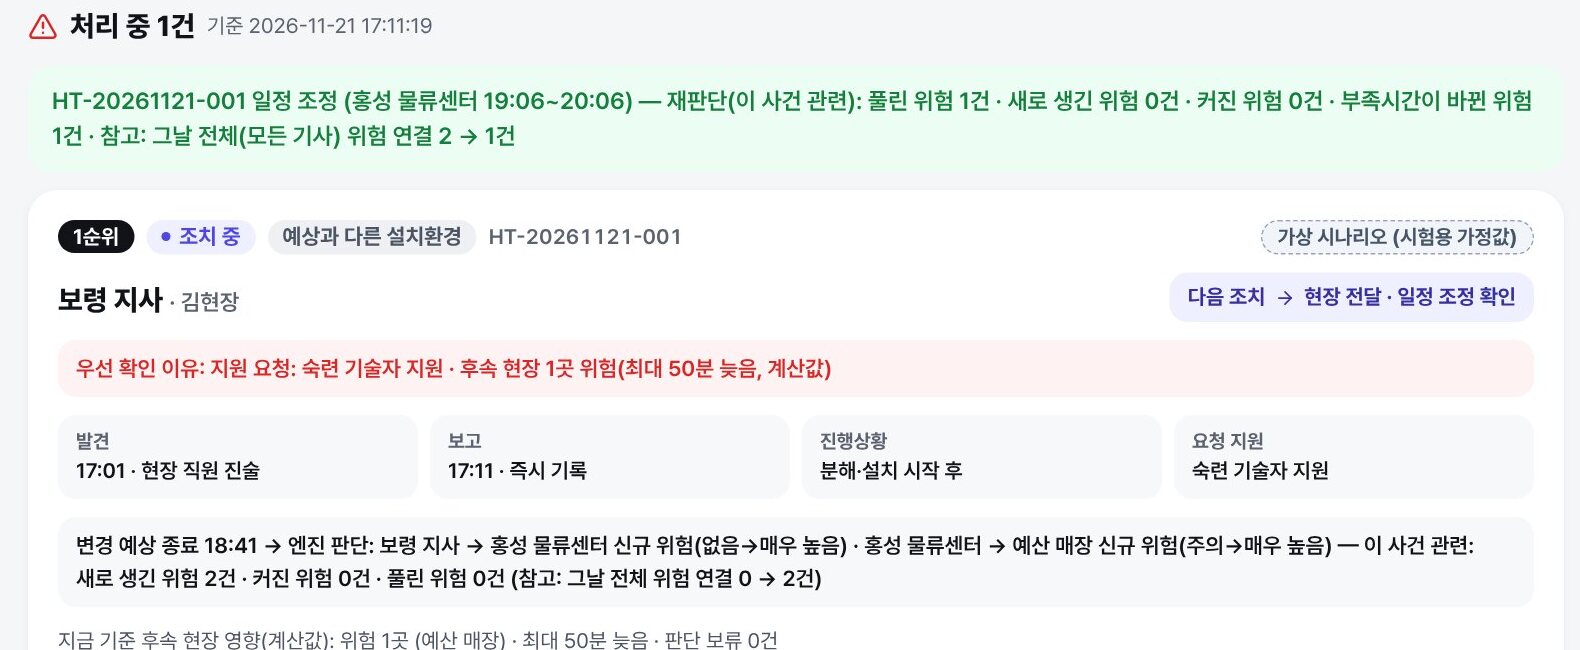 처리 중 1건 기준 2026-11-21 17:11:19
HT-20261121-001 일정 조정 (홍성 물류센터 19:06~20:06) — 재판단(이 사건 관련): 풀린 위험 1건 · 새로 생긴 위험 0건 · 커진 위험 0건 · 부족시간이 바뀐 위험
1건 · 참고: 그날 전체(모든 기사) 위험 연결 2 → 1건
1순위 • 조치 중 예상과 다른 설치환경 HT-20261121-001 가상 시나리오 (시험용 가정값)
보령 지사 · 김현장 다음 조치 → 현장 전달 · 일정 조정 확인
우선 확인 이유: 지원 요청: 숙련 기술자 지원 · 후속 현장 1곳 위험(최대 50분 늦음, 계산값)
발견 보고 진행상황 요청 지원
17:01 · 현장 직원 진술 17:11 · 즉시 기록 분해·설치 시작 후 숙련 기술자 지원
변경 예상 종료 18:41 → 엔진 판단: 보령 지사 → 홍성 물류센터 신규 위험(없음→매우 높음) · 홍성 물류센터 → 예산 매장 신규 위험(주의→매우 높음) — 이 사건 관련:
새로 생긴 위험 2건 · 커진 위험 0건 · 풀린 위험 0건 (참고: 그날 전체 위험 연결 0 → 2건)
지금 기준 후속 현장 영향(계산값): 위험 1곳 (예산 매장) · 최대 50분 늦음 · 판단 보류 0건